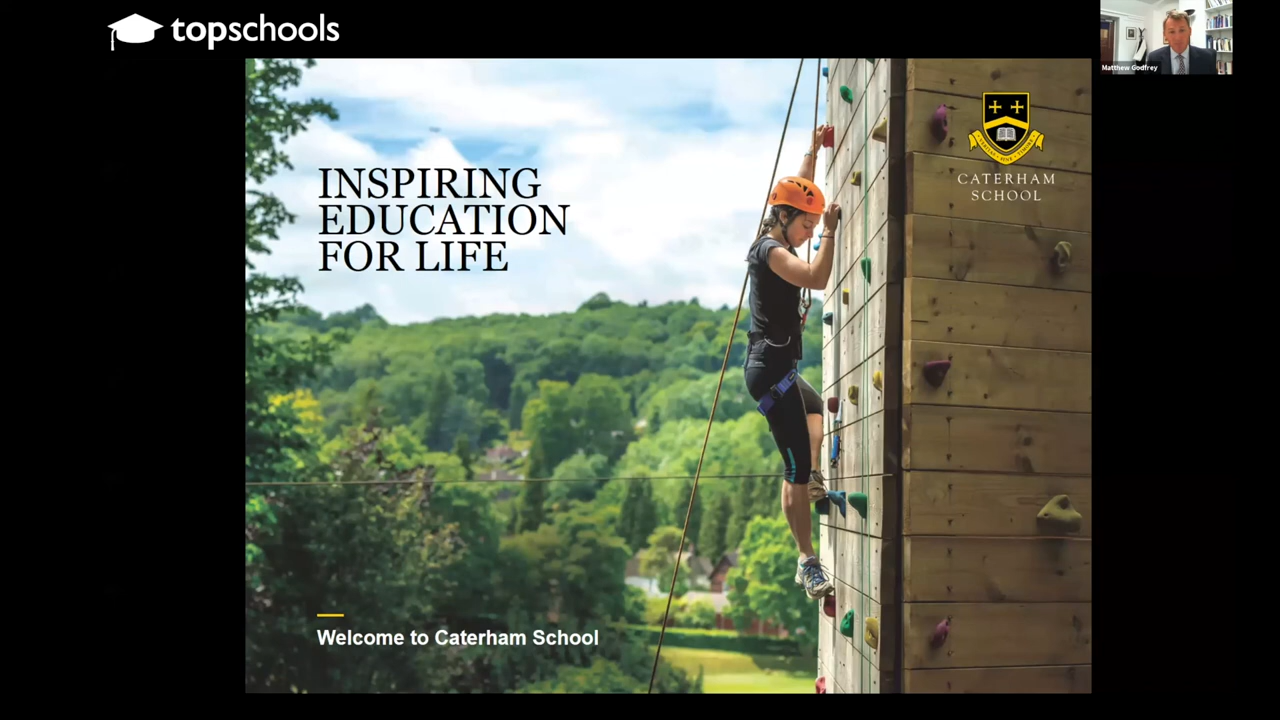 topschools
Matthew Godfrey
INSPIRING
EDUCATION
FOR LIFE
CATERHAM
SCHOOL
Welcome to Caterham School